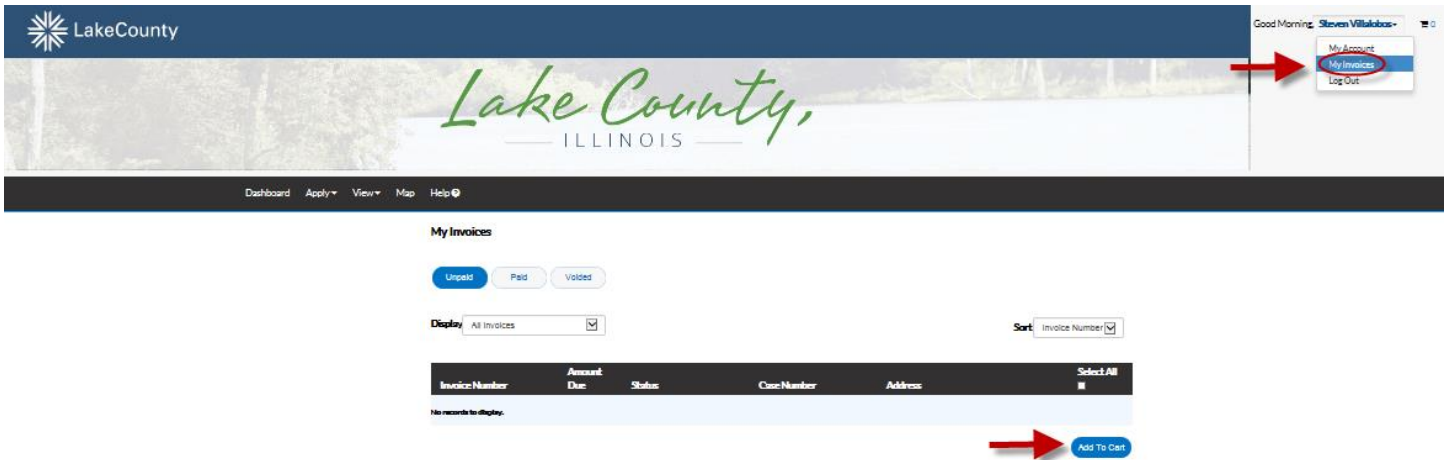 LakeCounty
Good Morning, Steven Villalobos 0
My Account
My Invoices
Log Out
Lake County,
ILLINOIS
Dashboard Apply View Map Help
My Invoices
Unpaid Paid Voided
Display All Invoices Sort Invoice Number
Invoice Number Amount Due Status Case Number Address Select All
No records to display.
Add To Cart